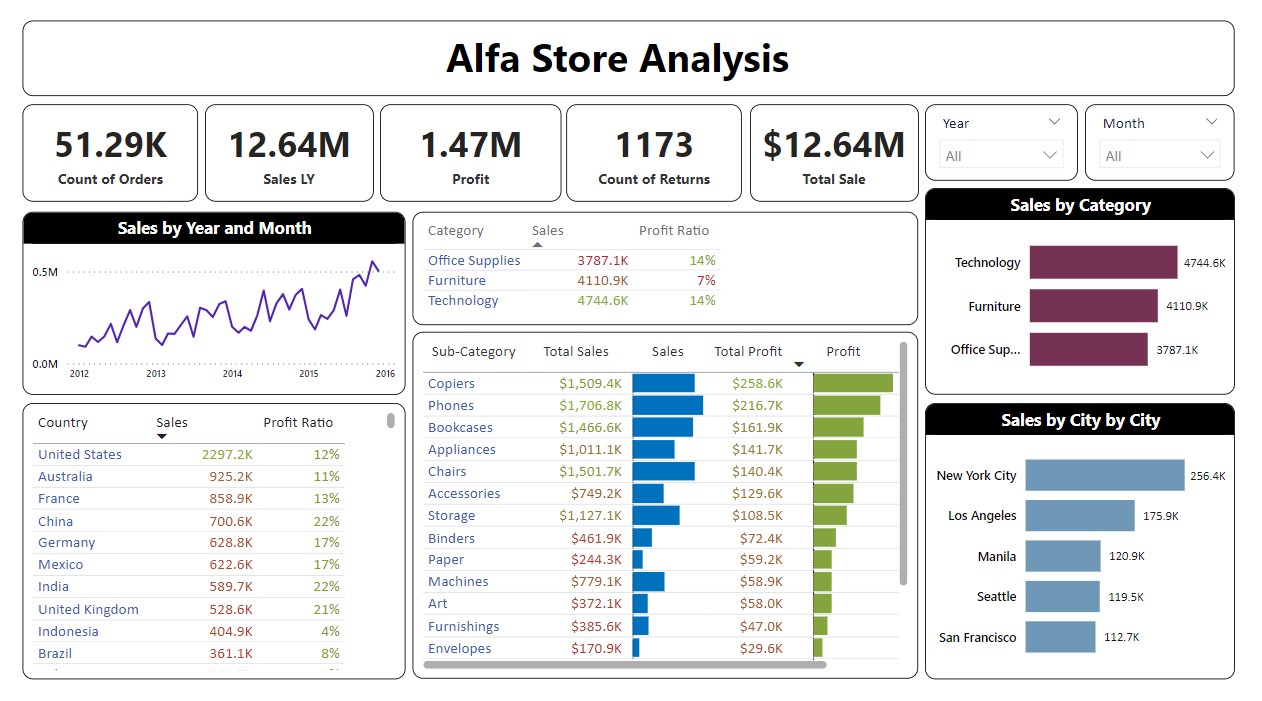 Alfa Store Analysis
51.29K
Count of Orders
12.64M
Sales LY
1.47M
Profit
1173
Count of Returns
$12.64M
Total Sale
Year
All
Month
All
Sales by Year and Month
0.5M
0.0M
2012 2013 2014 2015 2016
Category Sales Profit Ratio
Office Supplies 3787.1K 14%
Furniture 4110.9K 7%
Technology 4744.6K 14%
Sales by Category
Technology 4744.6K
Furniture 4110.9K
Office Sup... 3787.1K
Country Sales Profit Ratio
United States 2297.2K 12%
Australia 925.2K 11%
France 858.9K 13%
China 700.6K 22%
Germany 628.8K 17%
Mexico 622.6K 17%
India 589.7K 22%
United Kingdom 528.6K 21%
Indonesia 404.9K 4%
Brazil 361.1K 8%
Sub-Category Total Sales Sales Total Profit Profit
Copiers $1,509.4K $258.6K
Phones $1,706.8K $216.7K
Bookcases $1,466.6K $161.9K
Appliances $1,011.1K $141.7K
Chairs $1,501.7K $140.4K
Accessories $749.2K $129.6K
Storage $1,127.1K $108.5K
Binders $461.9K $72.4K
Paper $244.3K $59.2K
Machines $779.1K $58.9K
Art $372.1K $58.0K
Furnishings $385.6K $47.0K
Envelopes $170.9K $29.6K
Sales by City by City
New York City 256.4K
Los Angeles 175.9K
Manila 120.9K
Seattle 119.5K
San Francisco 112.7K